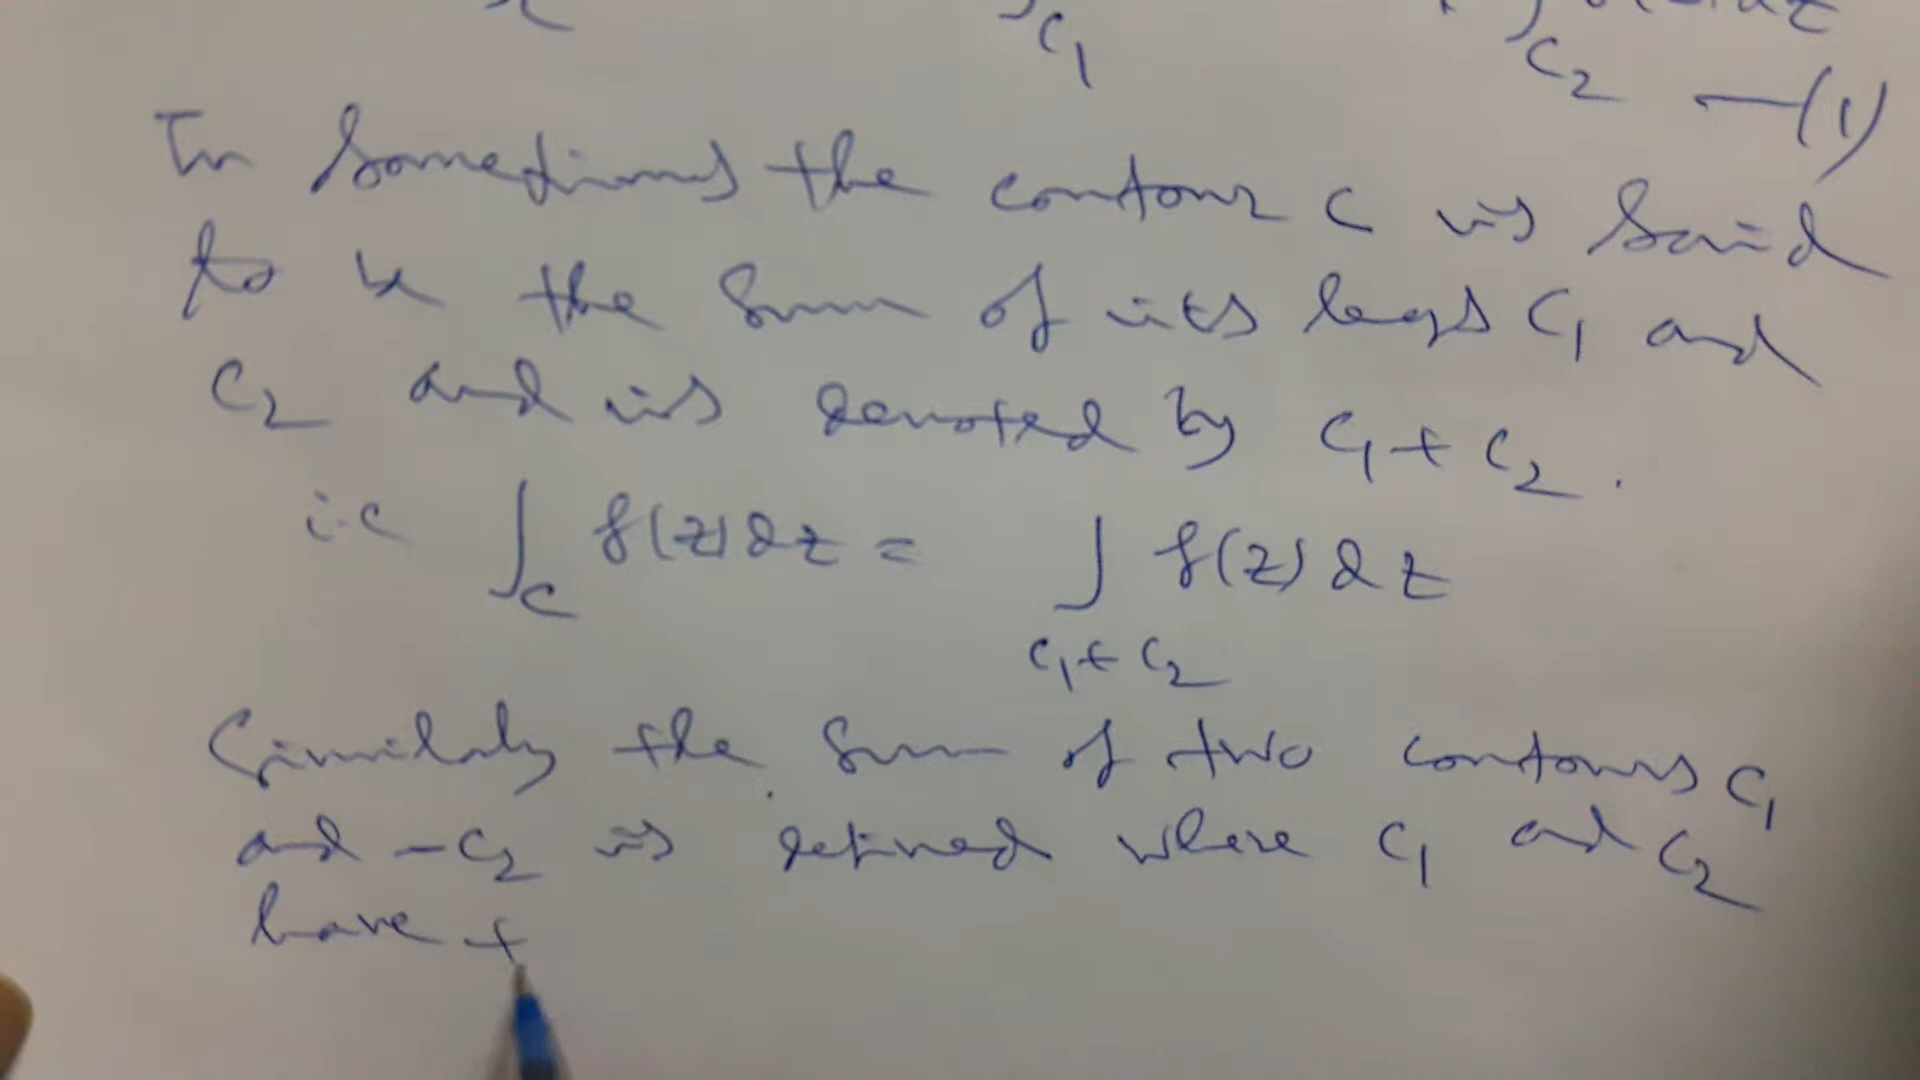 C C₁ C₂ —(1)
In sometimes the contour C is said
to be the sum of its legs C₁ and
C₂ and is denoted by C₁ + C₂.
i.e ∫_C f(z) dz = ∫_{C₁+C₂} f(z) dz
Similarly the sum of two contours C₁
and -C₂ is defined where C₁ and C₂
have